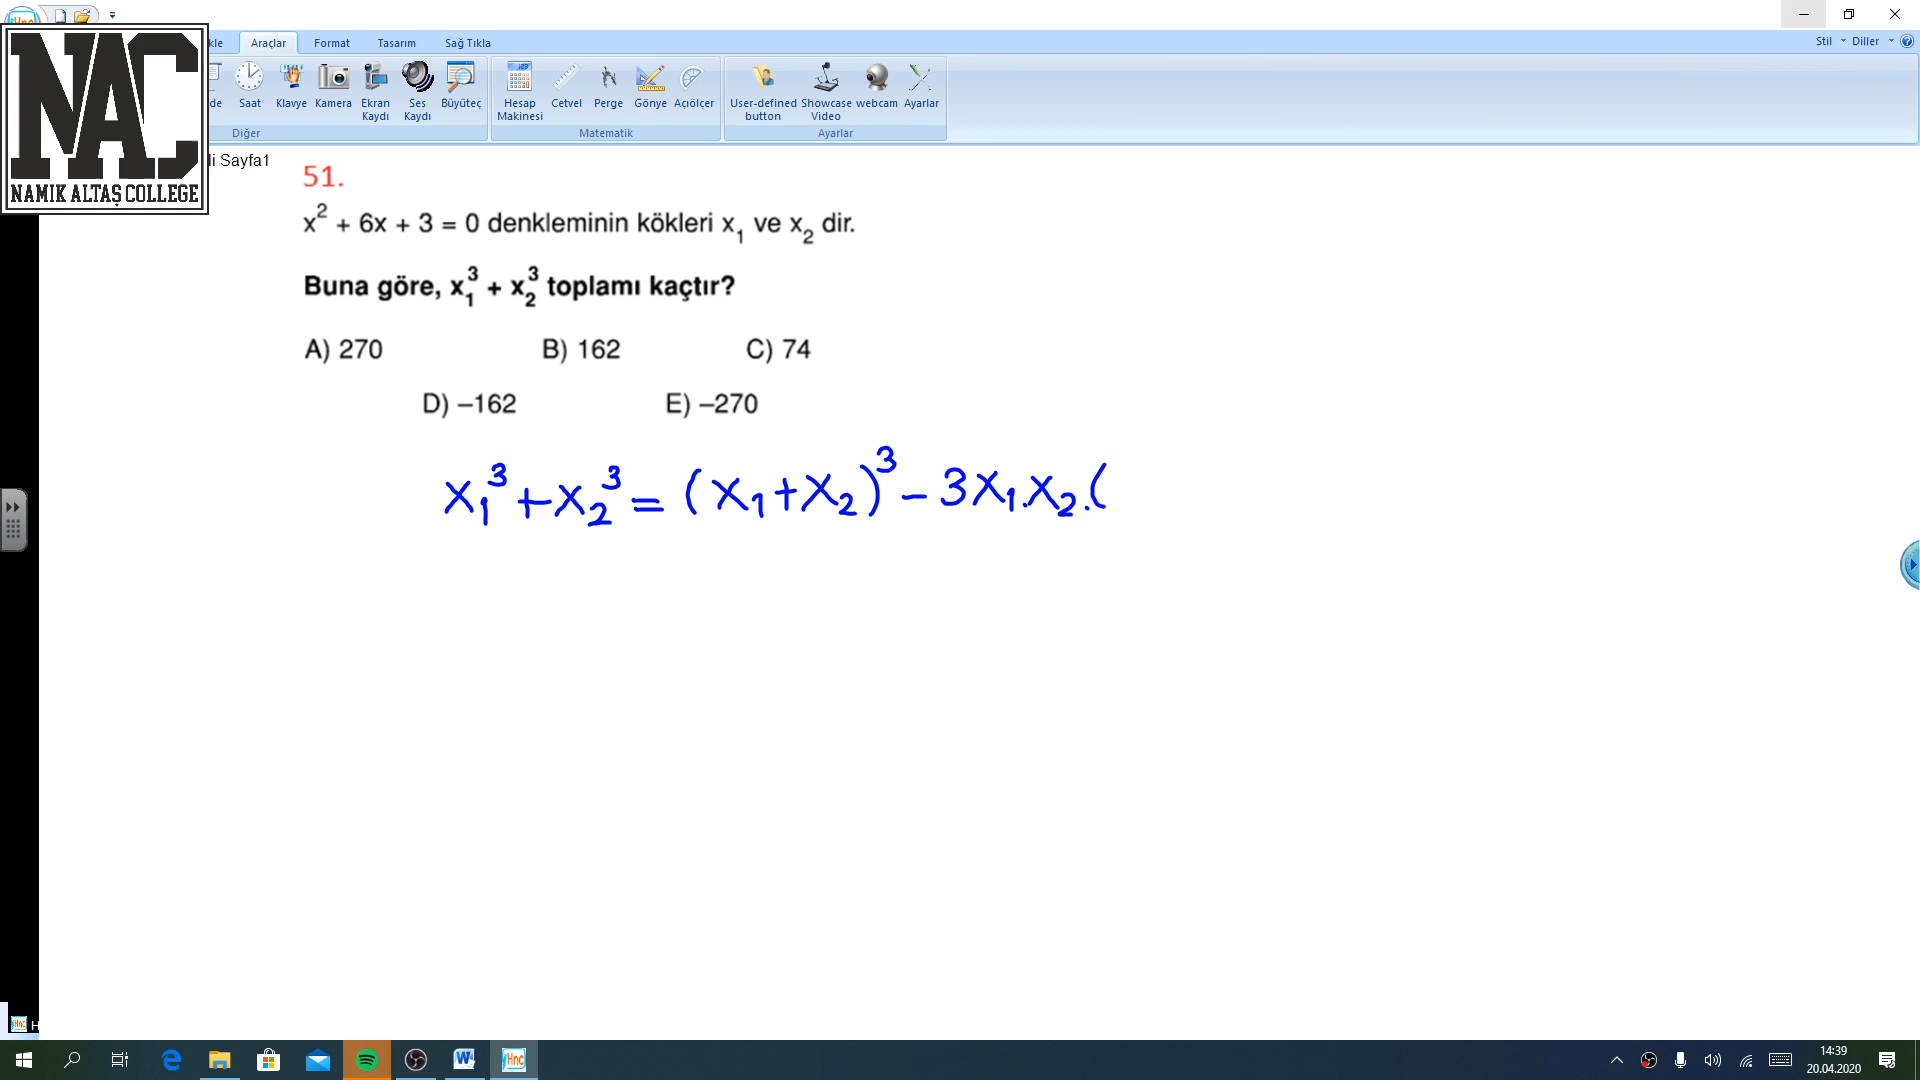 Stil Diller
kle Araçlar Format Tasarım Sağ Tıkla
de Saat Klavye Kamera Ekran Kaydı Ses Kaydı Büyüteç Hesap Makinesi Cetvel Perge Gönye Açıölçer User-defined button Showcase Video webcam Ayarlar
Diğer Matematik Ayarlar
NAC
NAMIK ALTAŞ COLLEGE
li Sayfa1
51.
x² + 6x + 3 = 0 denkleminin kökleri x₁ ve x₂ dir.
Buna göre, x₁³ + x₂³ toplamı kaçtır?
A) 270 B) 162 C) 74
D) –162 E) –270
x₁³ + x₂³ = (x₁+x₂)³ – 3x₁.x₂.(
H
14:39
20.04.2020